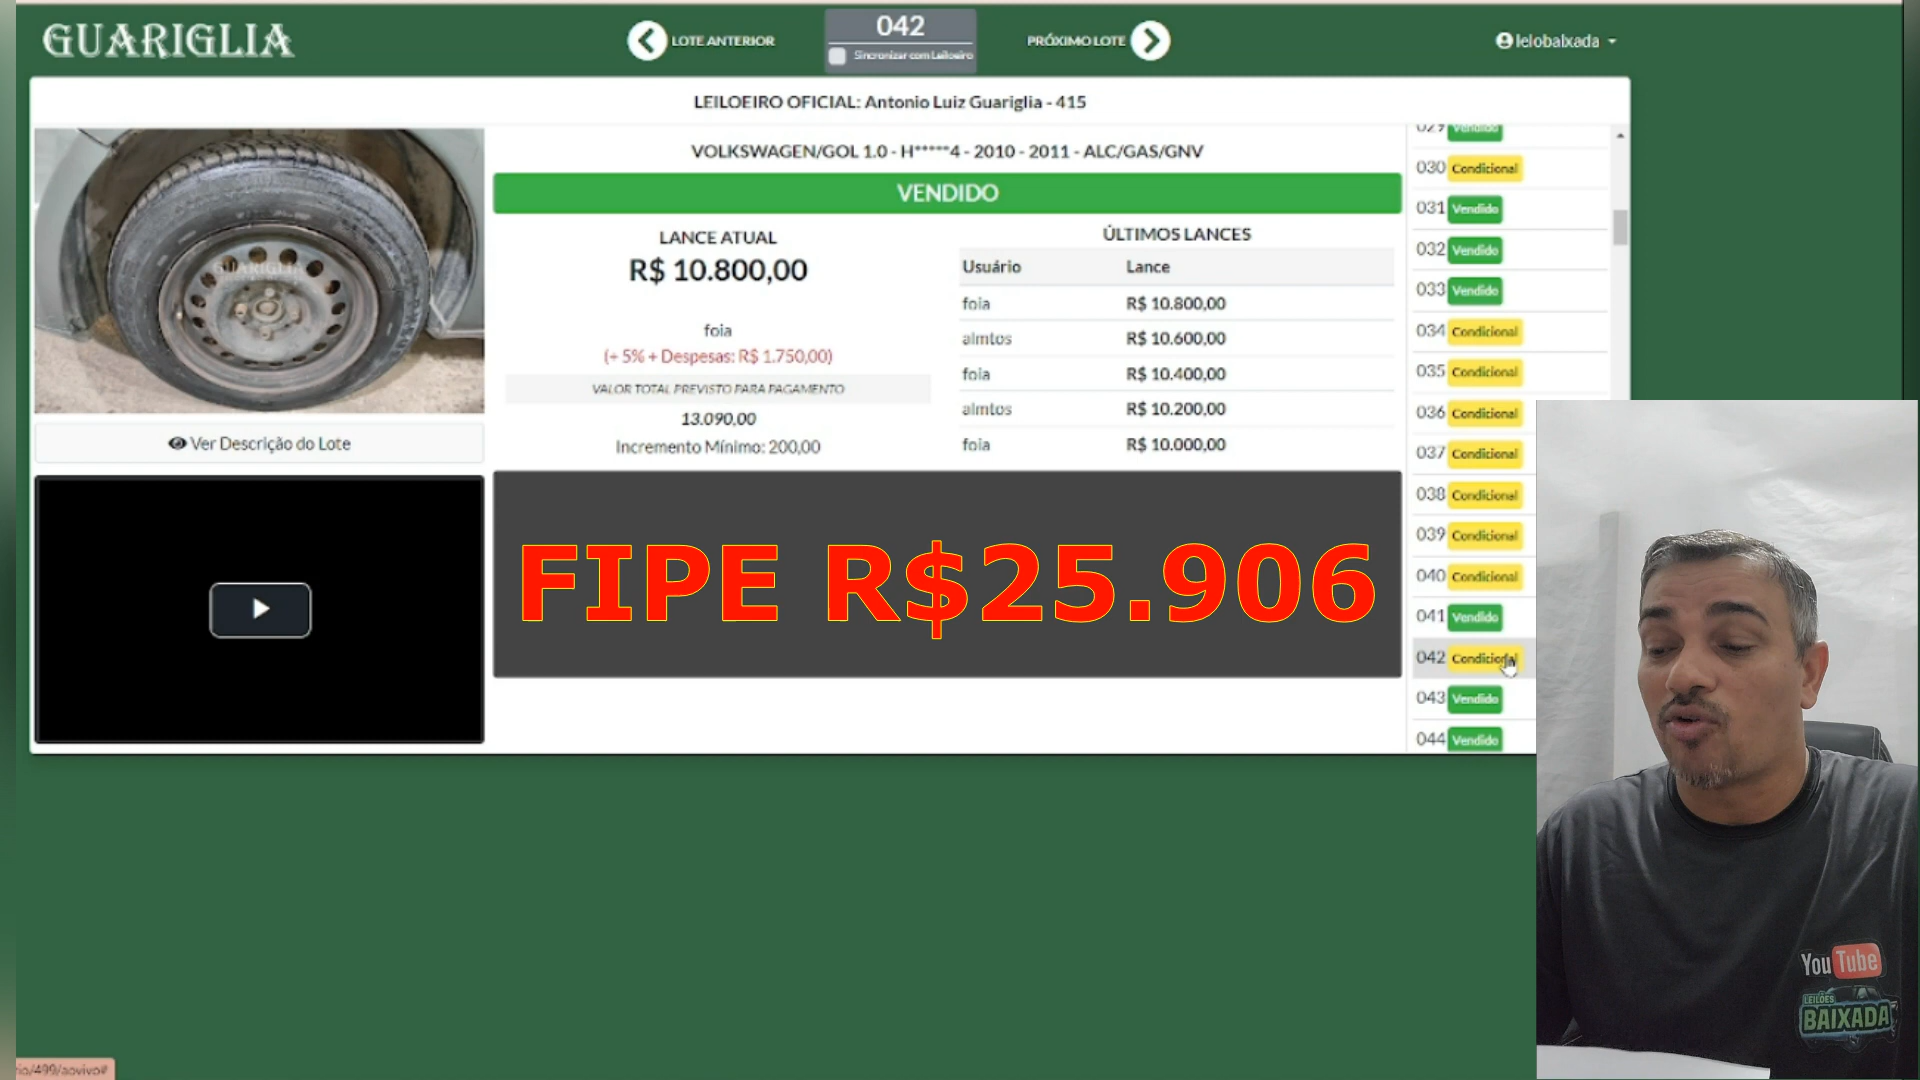 GUARIGLIA
LOTE ANTERIOR
042
Sincronizar com Leiloeiro
PRÓXIMO LOTE
lelobaixada
LEILOEIRO OFICIAL: Antonio Luiz Guariglia - 415
VOLKSWAGEN/GOL 1.0 - H*****4 - 2010 - 2011 - ALC/GAS/GNV
VENDIDO
LANCE ATUAL
R$ 10.800,00
foia
(+ 5% + Despesas: R$ 1.750,00)
VALOR TOTAL PREVISTO PARA PAGAMENTO
13.090,00
Incremento Mínimo: 200,00
ÚLTIMOS LANCES
Usuário Lance
foia R$ 10.800,00
almtos R$ 10.600,00
foia R$ 10.400,00
almtos R$ 10.200,00
foia R$ 10.000,00
GUARIGLIA
Ver Descrição do Lote
FIPE R$25.906
029 Vendido
030 Condicional
031 Vendido
032 Vendido
033 Vendido
034 Condicional
035 Condicional
036 Condicional
037 Condicional
038 Condicional
039 Condicional
040 Condicional
041 Vendido
042 Condicional
043 Vendido
044 Vendido
YouTube
LEILÕES
BAIXADA
io/499/aovivo#